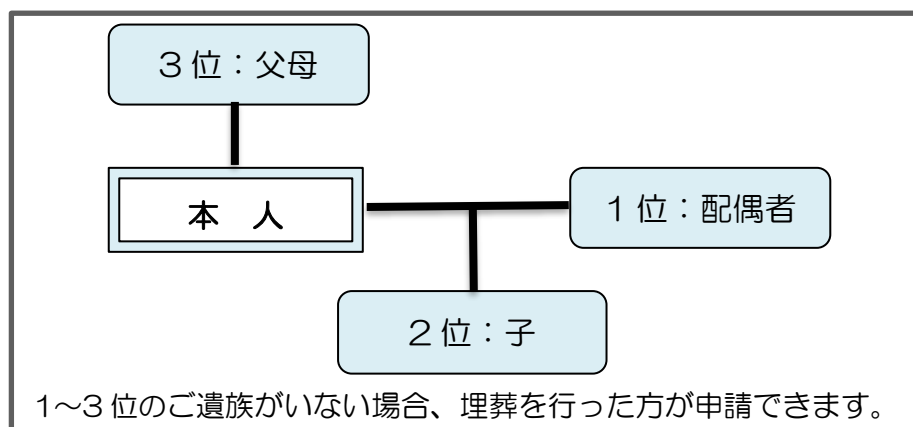 3位：父母
本　人
1位：配偶者
2位：子
1～3位のご遺族がいない場合、埋葬を行った方が申請できます。